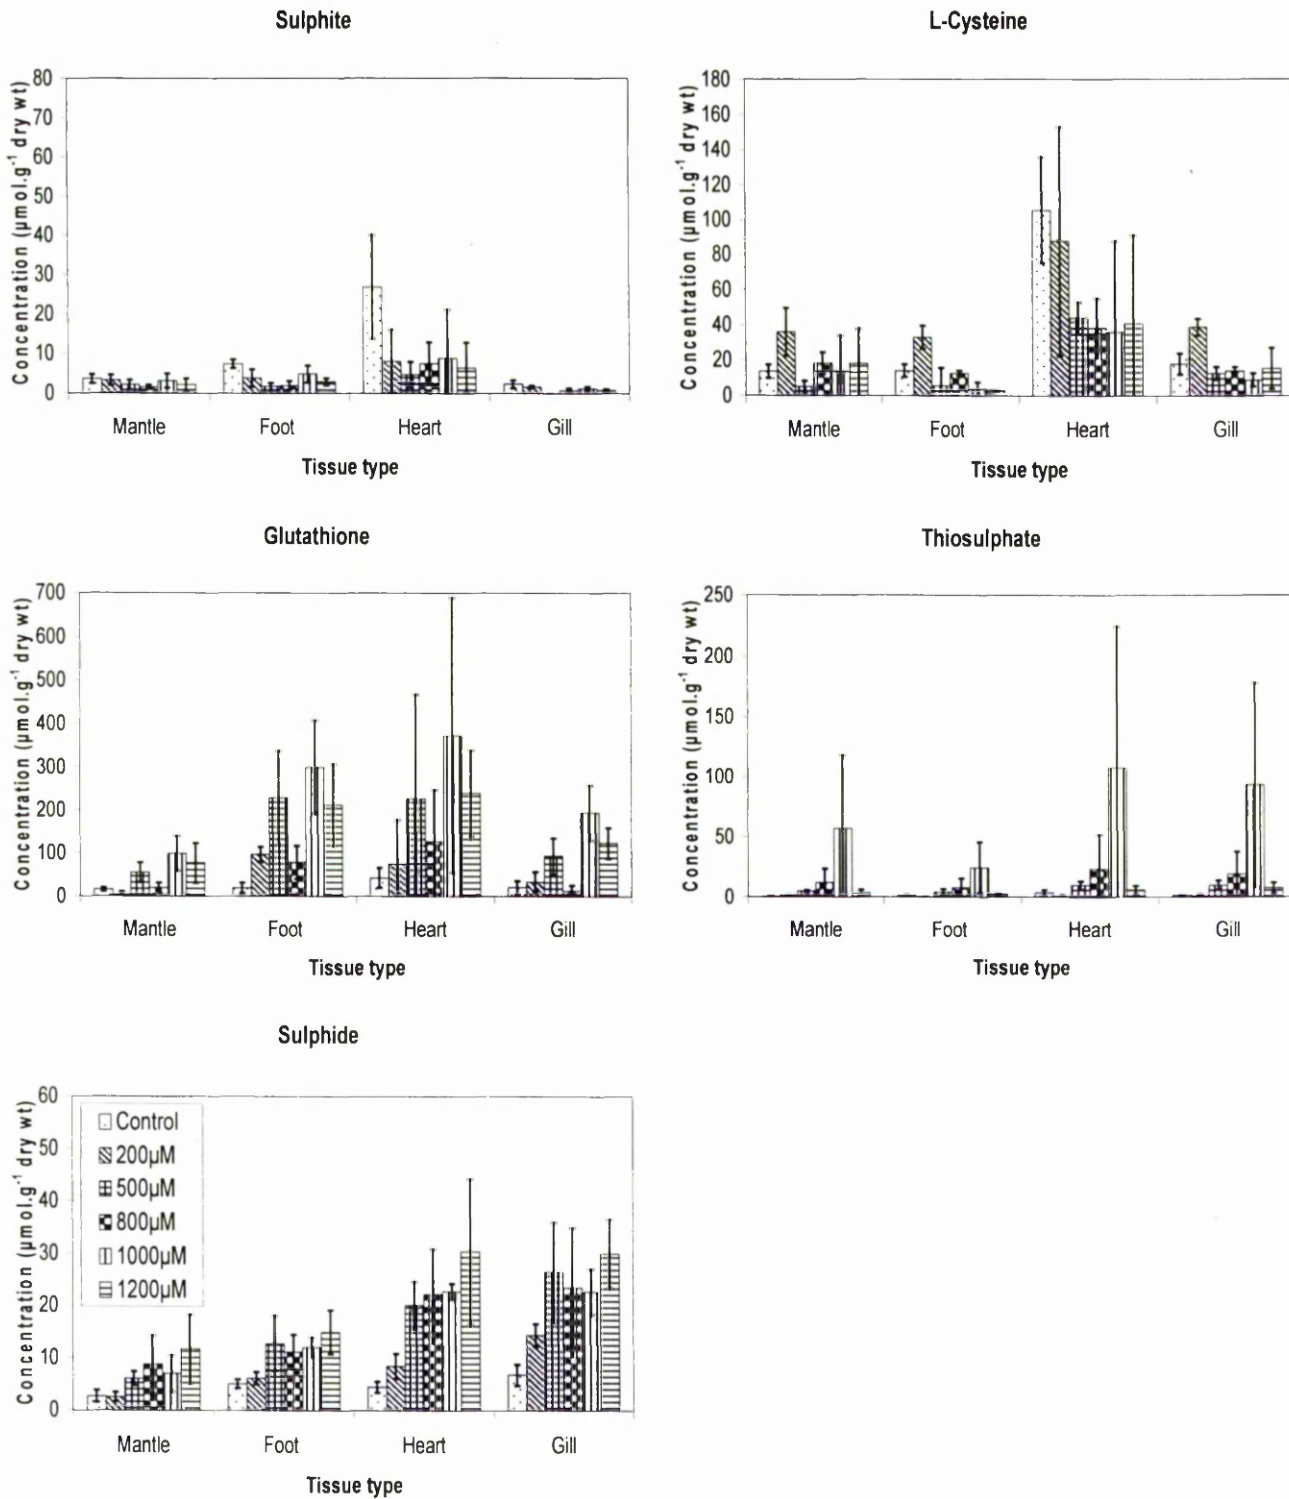 Sulphite
Concentration (µmol.g⁻¹ dry wt)
80
70
60
50
40
30
20
10
0
Mantle Foot Heart Gill
Tissue type
L-Cysteine
Concentration (µmol.g⁻¹ dry wt)
180
160
140
120
100
80
60
40
20
0
Mantle Foot Heart Gill
Tissue type
Glutathione
Concentration (µmol.g⁻¹ dry wt)
700
600
500
400
300
200
100
0
Mantle Foot Heart Gill
Tissue type
Thiosulphate
Concentration (µmol.g⁻¹ dry wt)
250
200
150
100
50
0
Mantle Foot Heart Gill
Tissue type
Sulphide
Concentration (µmol.g⁻¹ dry wt)
60
50
40
30
20
10
0
Control
200µM
500µM
800µM
1000µM
1200µM
Mantle Foot Heart Gill
Tissue type